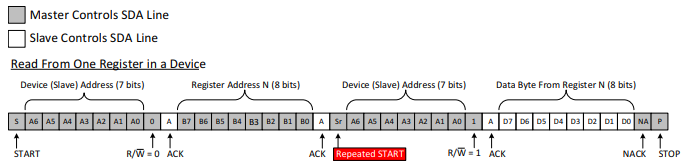 Master Controls SDA Line
Slave Controls SDA Line
Read From One Register in a Device
Device (Slave) Address (7 bits) Register Address N (8 bits) Device (Slave) Address (7 bits) Data Byte From Register N (8 bits)
S A6 A5 A4 A3 A2 A1 A0 0 A B7 B6 B5 B4 B3 B2 B1 B0 A Sr A6 A5 A4 A3 A2 A1 A0 1 A D7 D6 D5 D4 D3 D2 D1 D0 NA P
START R/W̅ = 0 ACK ACK Repeated START R/W̅ = 1 ACK NACK STOP